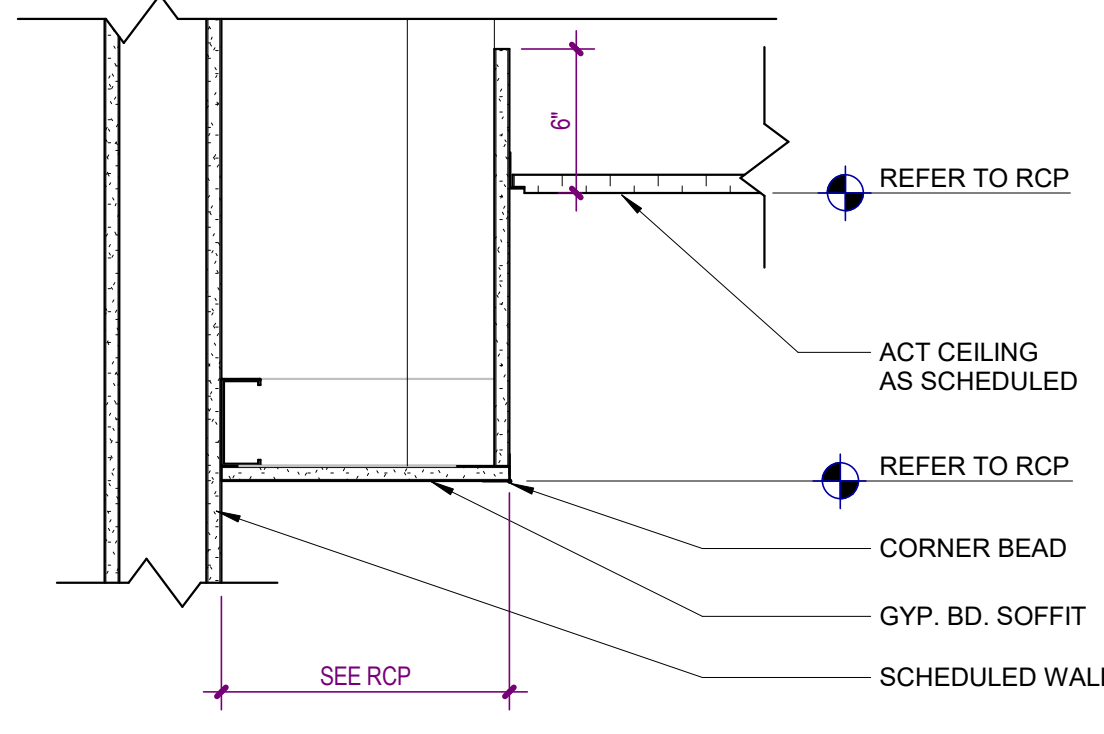 6"
REFER TO RCP
ACT CEILING
AS SCHEDULED
REFER TO RCP
CORNER BEAD
GYP. BD. SOFFIT
SCHEDULED WALL
SEE RCP